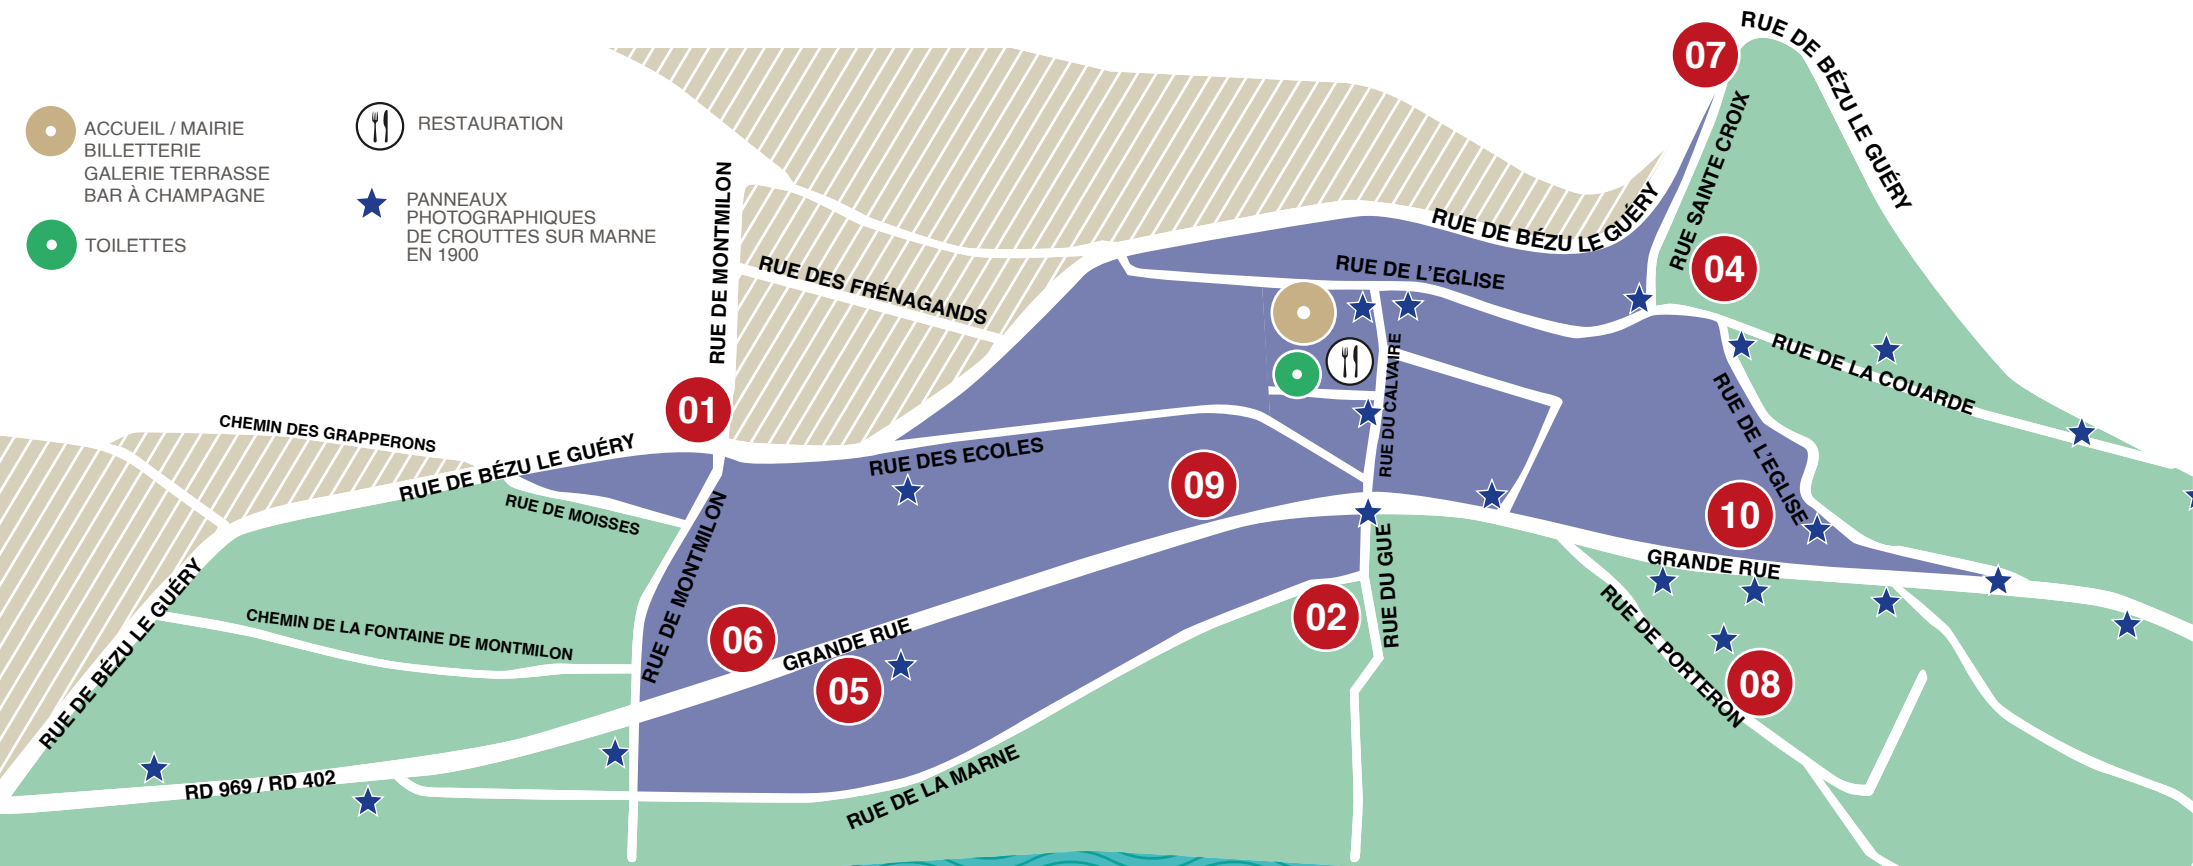 ACCUEIL / MAIRIE
BILLETTERIE
GALERIE TERRASSE
BAR À CHAMPAGNE
TOILETTES
RESTAURATION
PANNEAUX
PHOTOGRAPHIQUES
DE CROUTTES SUR MARNE
EN 1900
07
RUE DE BÉZU LE GUÉRY
RUE SAINTE CROIX
RUE DE MONTMILON
RUE DE BÉZU LE GUÉRY
RUE DES FRÉNAGANDS
RUE DE L'EGLISE
04
RUE DU CALVAIRE
RUE DE LA COUARDE
RUE DE L'EGLISE
01
CHEMIN DES GRAPPERONS
RUE DE BÉZU LE GUÉRY
RUE DES ECOLES
09
RUE DE MOISSES
10
RUE DE MONTMILON
RUE DU GUE
GRANDE RUE
RUE DE BÉZU LE GUÉRY
CHEMIN DE LA FONTAINE DE MONTMILON
06
GRANDE RUE
02
RUE DE PORTERON
05
08
RD 969 / RD 402
RUE DE LA MARNE